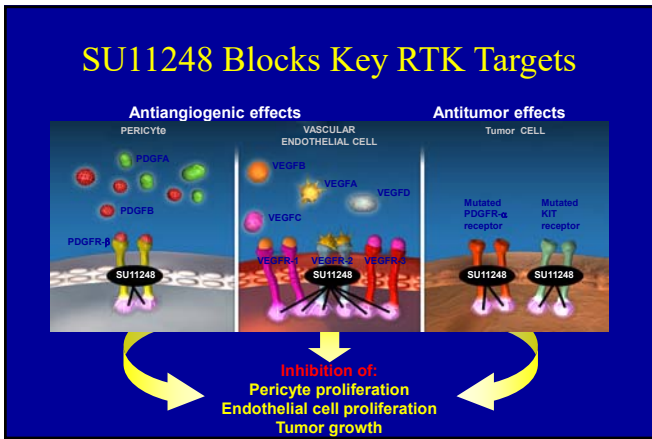 SU11248 Blocks Key RTK Targets
Antiangiogenic effects
Antitumor effects
PERICYte
PDGFA
PDGFB
PDGFR-β
SU11248
VASCULAR
ENDOTHELIAL CELL
VEGFB
VEGFA
VEGFD
VEGFC
VEGFR-1
VEGFR-2
VEGFR-3
SU11248
Tumor CELL
Mutated
PDGFR-α
receptor
Mutated
KIT
receptor
SU11248
SU11248
Inhibition of:
Pericyte proliferation
Endothelial cell proliferation
Tumor growth